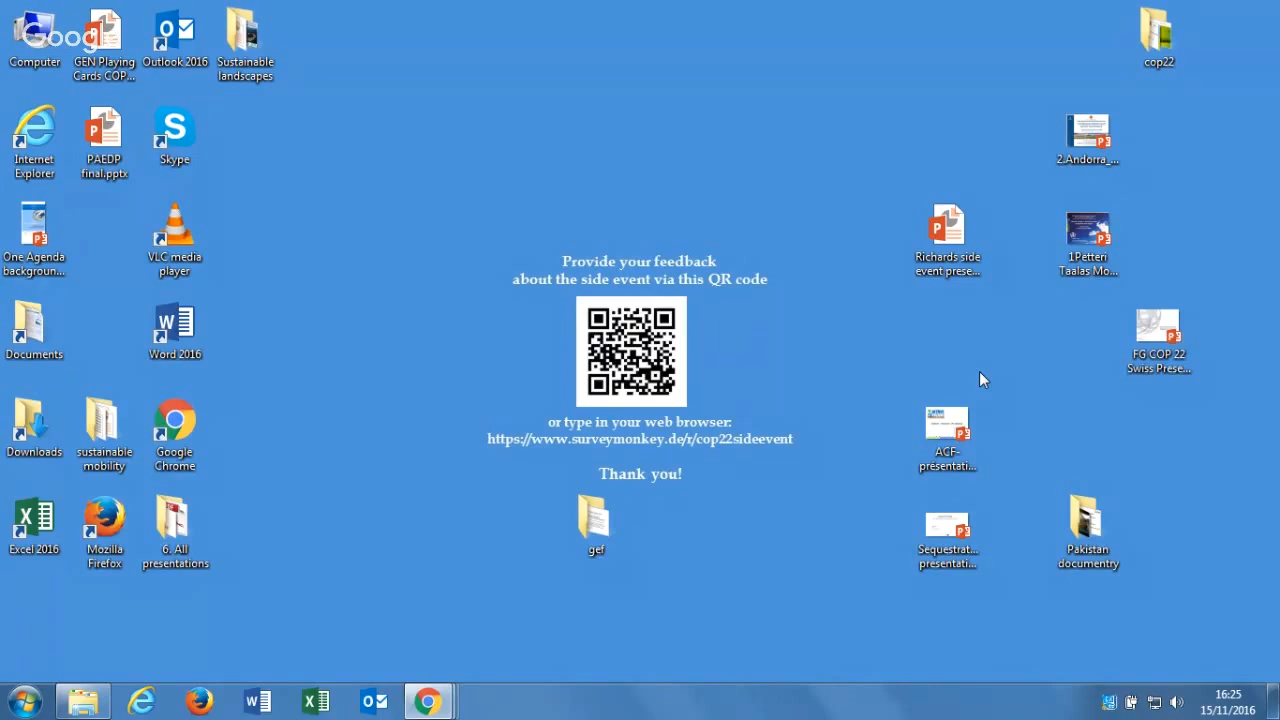 Googl
Computer
GEN Playing
Cards COP...
Outlook 2016
Sustainable
landscapes
cop22
Internet
Explorer
PAEDP
final.pptx
Skype
2.Andorra_...
One Agenda
backgroun...
VLC media
player
Richards side
event prese...
1Petteri
Taalas Mo...
Provide your feedback
about the side event via this QR code
Documents
Word 2016
FG COP 22
Swiss Prese...
or type in your web browser:
https://www.surveymonkey.de/r/cop22sideevent
Thank you!
Downloads
sustainable
mobility
Google
Chrome
ACF-
presentati...
Excel 2016
Mozilla
Firefox
6. All
presentations
gef
Sequestrat...
presentati...
Pakistan
documentry
16:25
15/11/2016